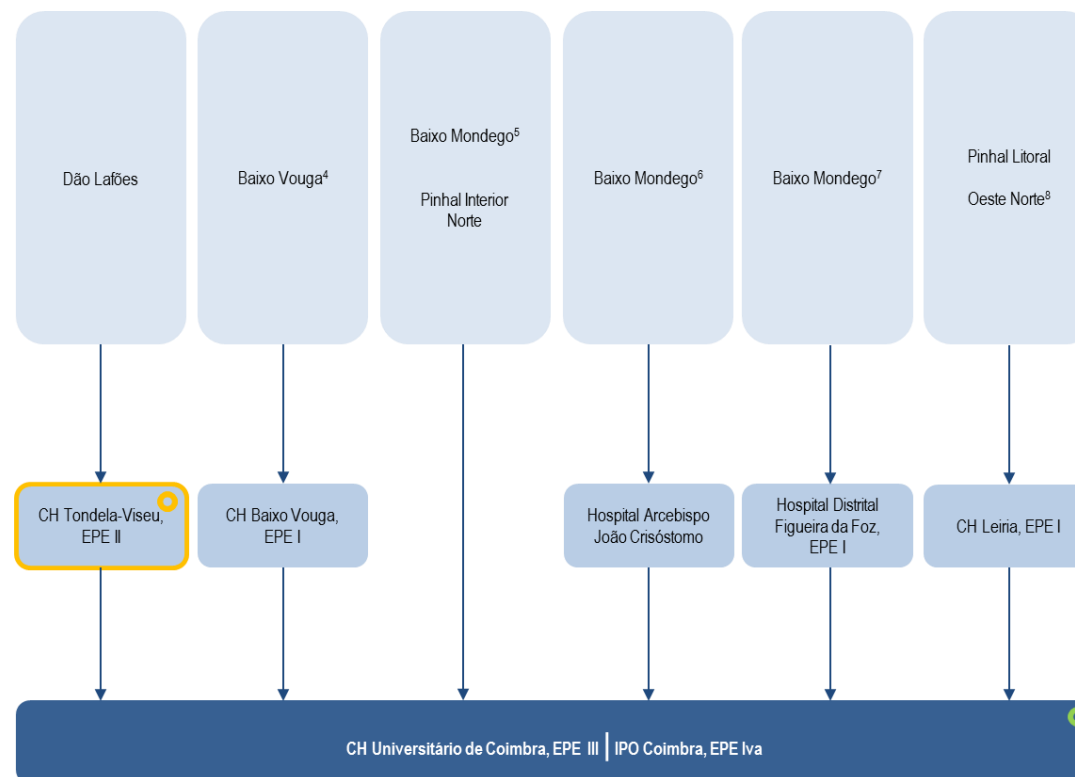 Dão Lafões
Baixo Vouga⁴
Baixo Mondego⁵
Pinhal Interior
Norte
Baixo Mondego⁶
Baixo Mondego⁷
Pinhal Litoral
Oeste Norte⁸
CH Tondela-Viseu,
EPE II
CH Baixo Vouga,
EPE I
Hospital Arcebispo
João Crisóstomo
Hospital Distrital
Figueira da Foz,
EPE I
CH Leiria, EPE I
CH Universitário de Coimbra, EPE III | IPO Coimbra, EPE Iva